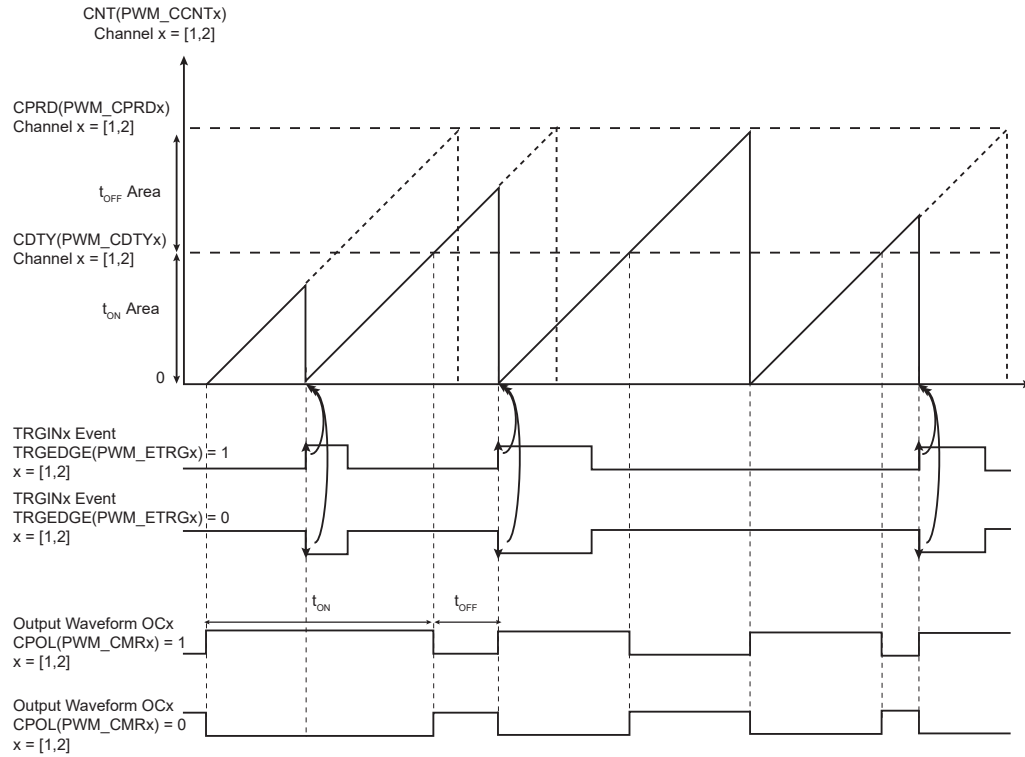 CNT(PWM_CCNTx)
Channel x = [1,2]
CPRD(PWM_CPRDx)
Channel x = [1,2]
tOFF Area
CDTY(PWM_CDTYx)
Channel x = [1,2]
tON Area
0
TRGINx Event
TRGEDGE(PWM_ETRGx) = 1
x = [1,2]
TRGINx Event
TRGEDGE(PWM_ETRGx) = 0
x = [1,2]
tON
tOFF
Output Waveform OCx
CPOL(PWM_CMRx) = 1
x = [1,2]
Output Waveform OCx
CPOL(PWM_CMRx) = 0
x = [1,2]